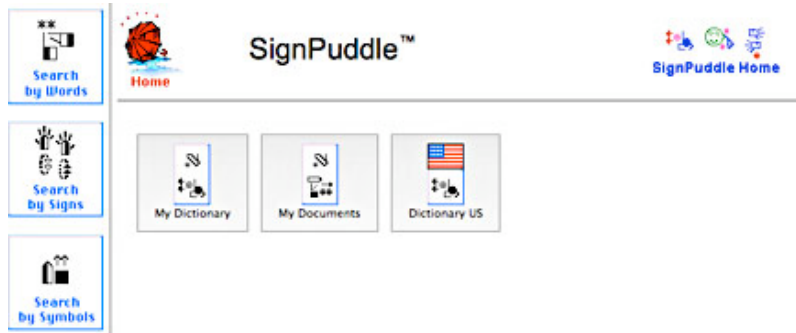 Search
by Words
Home
SignPuddle™
SignPuddle Home
Search
by Signs
My Dictionary
My Documents
Dictionary US
Search
by Symbols